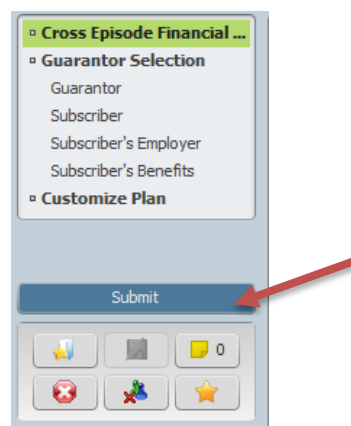 Cross Episode Financial ...
Guarantor Selection
Guarantor
Subscriber
Subscriber's Employer
Subscriber's Benefits
Customize Plan
Submit
0